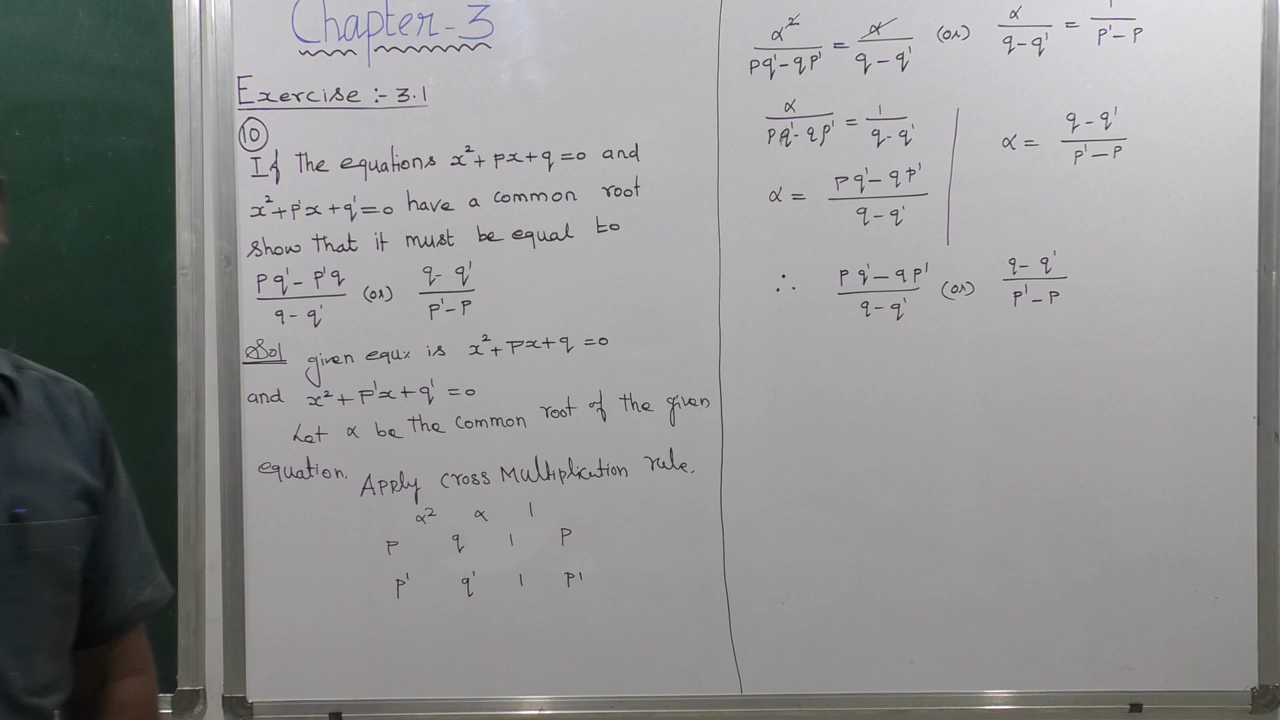 Chapter-3
Exercise :- 3.1
(10)
If the equations x²+px+q=0 and
x²+p'x+q'=0 have a common root
show that it must be equal to
(pq'-p'q)/(q-q') (or) (q-q')/(p'-p)
Sol given equ: is x²+px+q=0
and x²+p'x+q'=0
Let α be the common root of the given
equation. Apply cross Multiplication rule.
α² α 1
p q 1 p
p' q' 1 p'
α²/(pq'-qp') = α/(q-q') (or) α/(q-q') = 1/(p'-p)
α/(pq'-qp') = 1/(q-q')
α = (q-q')/(p'-p)
α = (pq'-qp')/(q-q')
∴ (pq'-qp')/(q-q') (or) (q-q')/(p'-p)